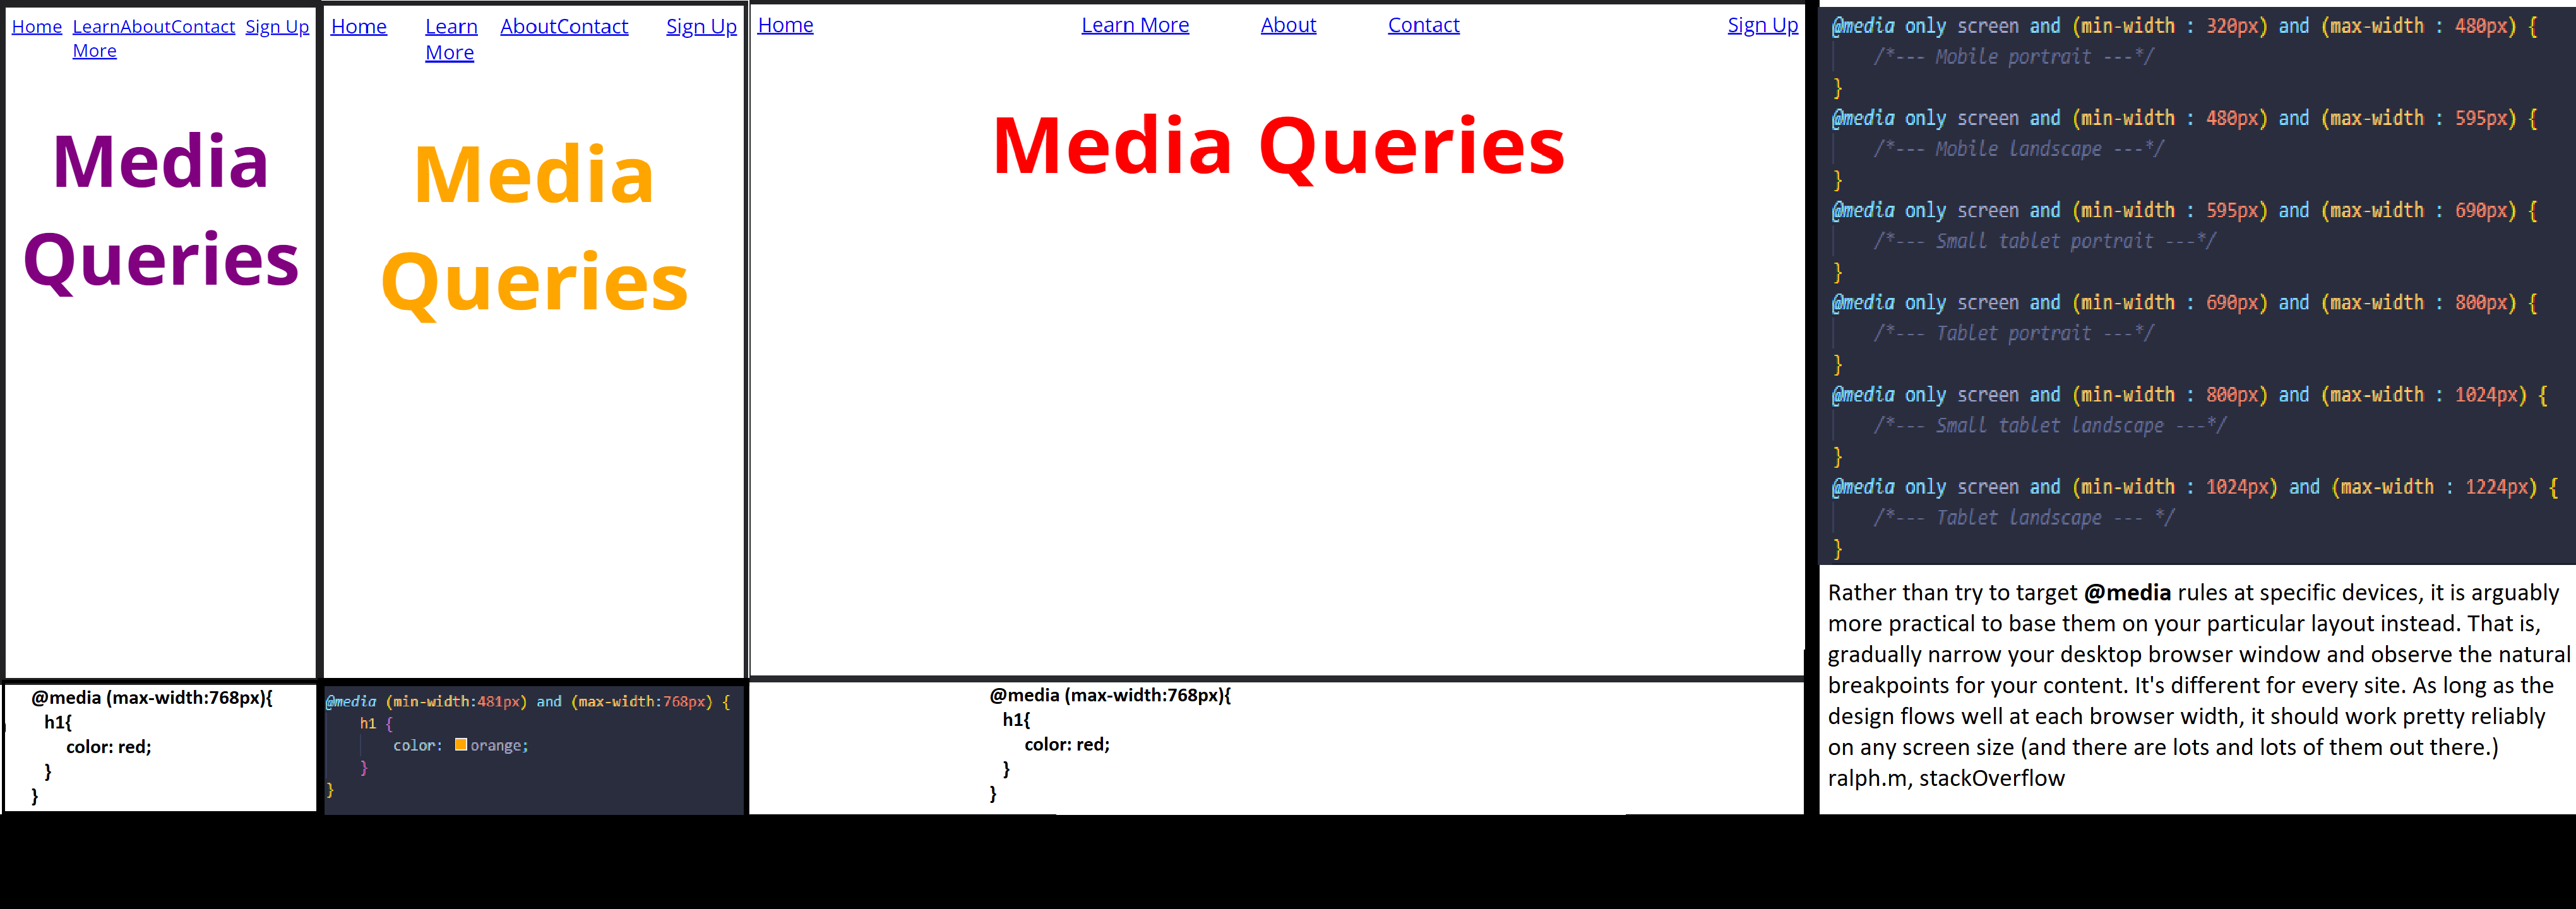 Home LearnAboutContact Sign Up
More
Media
Queries
@media (max-width:768px){
h1{
color: red;
}
}
Home Learn AboutContact Sign Up
More
Media
Queries
@media (min-width:481px) and (max-width:768px) {
h1 {
color: orange;
}
}
Home Learn More About Contact Sign Up
Media Queries
@media (max-width:768px){
h1{
color: red;
}
}
@media only screen and (min-width : 320px) and (max-width : 480px) {
/*--- Mobile portrait ---*/
}
@media only screen and (min-width : 480px) and (max-width : 595px) {
/*--- Mobile landscape ---*/
}
@media only screen and (min-width : 595px) and (max-width : 690px) {
/*--- Small tablet portrait ---*/
}
@media only screen and (min-width : 690px) and (max-width : 800px) {
/*--- Tablet portrait ---*/
}
@media only screen and (min-width : 800px) and (max-width : 1024px) {
/*--- Small tablet landscape ---*/
}
@media only screen and (min-width : 1024px) and (max-width : 1224px) {
/*--- Tablet landscape --- */
}
Rather than try to target @media rules at specific devices, it is arguably
more practical to base them on your particular layout instead. That is,
gradually narrow your desktop browser window and observe the natural
breakpoints for your content. It's different for every site. As long as the
design flows well at each browser width, it should work pretty reliably
on any screen size (and there are lots and lots of them out there.)
ralph.m, stackOverflow